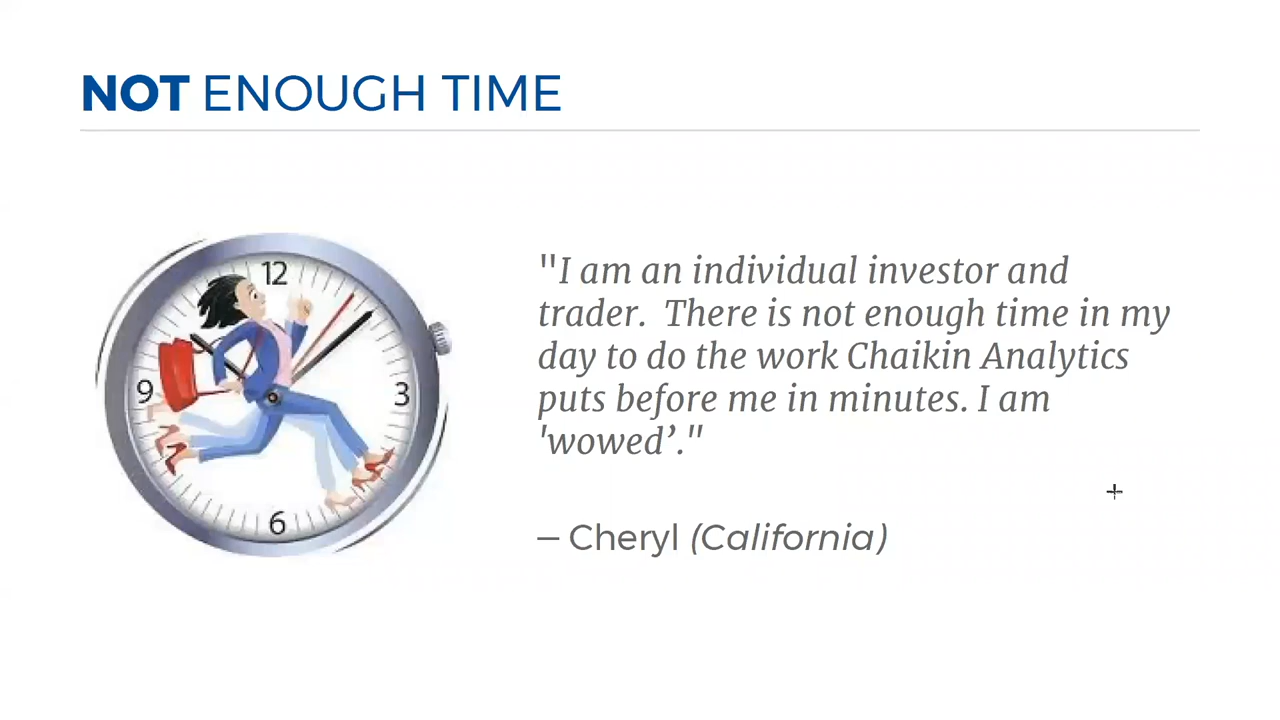 NOT ENOUGH TIME
12
9
3
6
"I am an individual investor and
trader.  There is not enough time in my
day to do the work Chaikin Analytics
puts before me in minutes. I am
'wowed’."
– Cheryl (California)